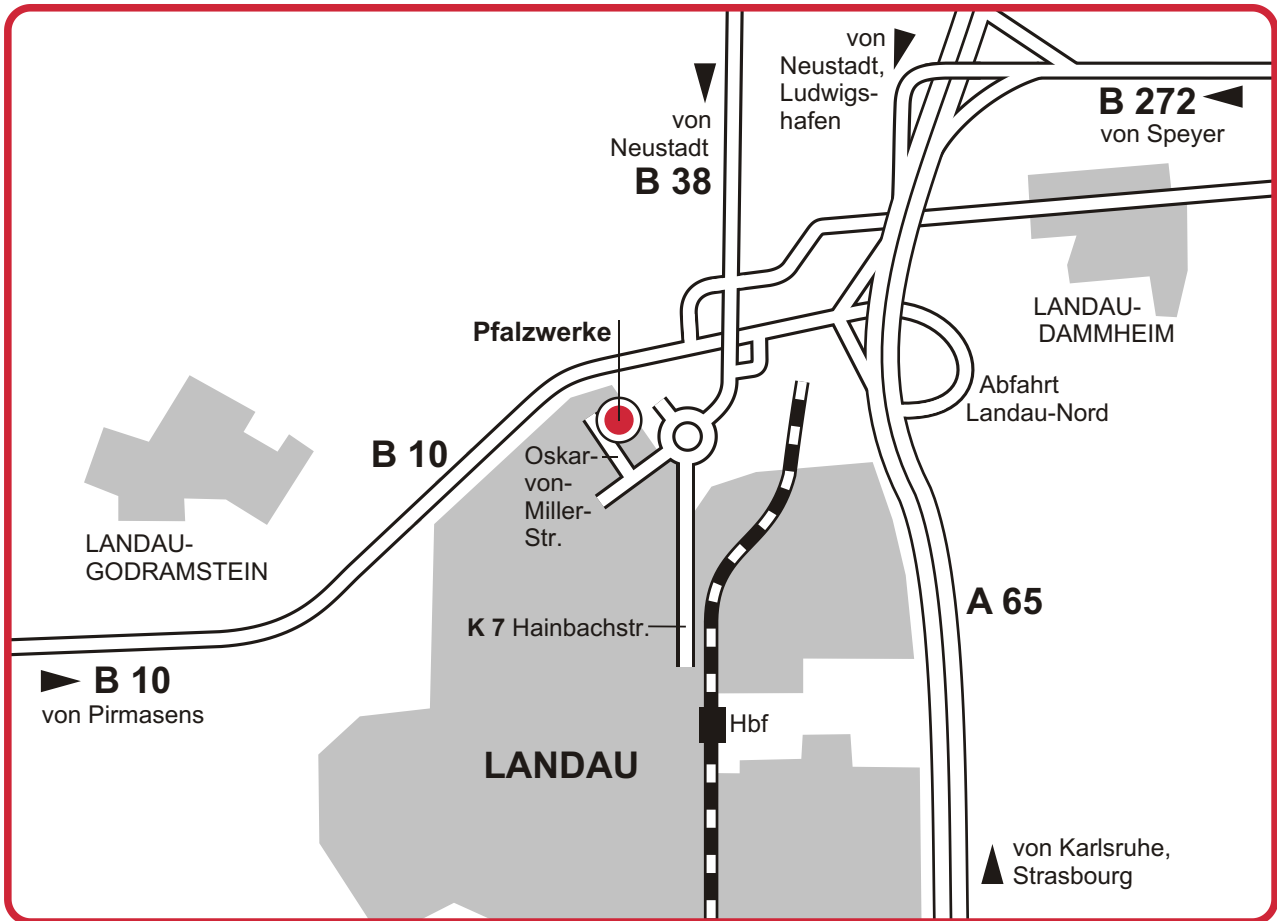 von
Neustadt,
Ludwigs-
hafen
B 272
von Speyer
von
Neustadt
B 38
LANDAU-
DAMMHEIM
Pfalzwerke
Abfahrt
Landau-Nord
B 10
Oskar-
von-
Miller-
Str.
LANDAU-
GODRAMSTEIN
A 65
K 7 Hainbachstr.
B 10
von Pirmasens
Hbf
LANDAU
von Karlsruhe,
Strasbourg